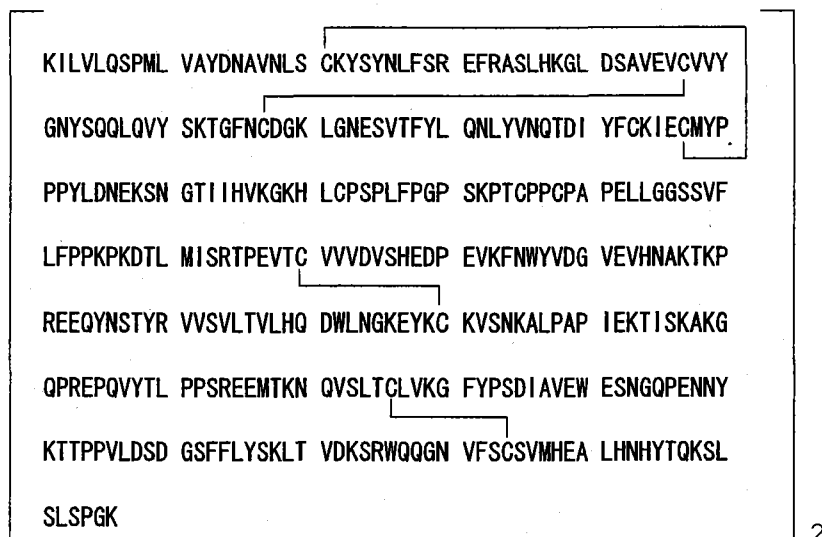 KILVLQSPML VAYDNAVNLS CKYSYNLFSR EFRASLHKGL DSAVEVCVVY
GNYSQQLQVY SKTGFNCDGK LGNESVTFYL QNLYVNQTDI YFCKIECMYP
PPYLDNEKSN GTIIHVKGKH LCPSPLFPGP SKPTCPPCPA PELLGGSSVF
LFPPKPKDTL MISRTPEVTC VVVDVSHEDP EVKFNWYVDG VEVHNAKTKP
REEQYNSTYR VVSVLTVLHQ DWLNGKEYKC KVSNKALPAP IEKTISKAKG
QPREPQVYTL PPSREEMTKN QVSLTCLVKG FYPSDIAVEW ESNGQPENNY
KTTPPVLDSD GSFFLYSKLT VDKSRWQQGN VFSCSVMHEA LHNHYTQKSL
SLSPGK
2